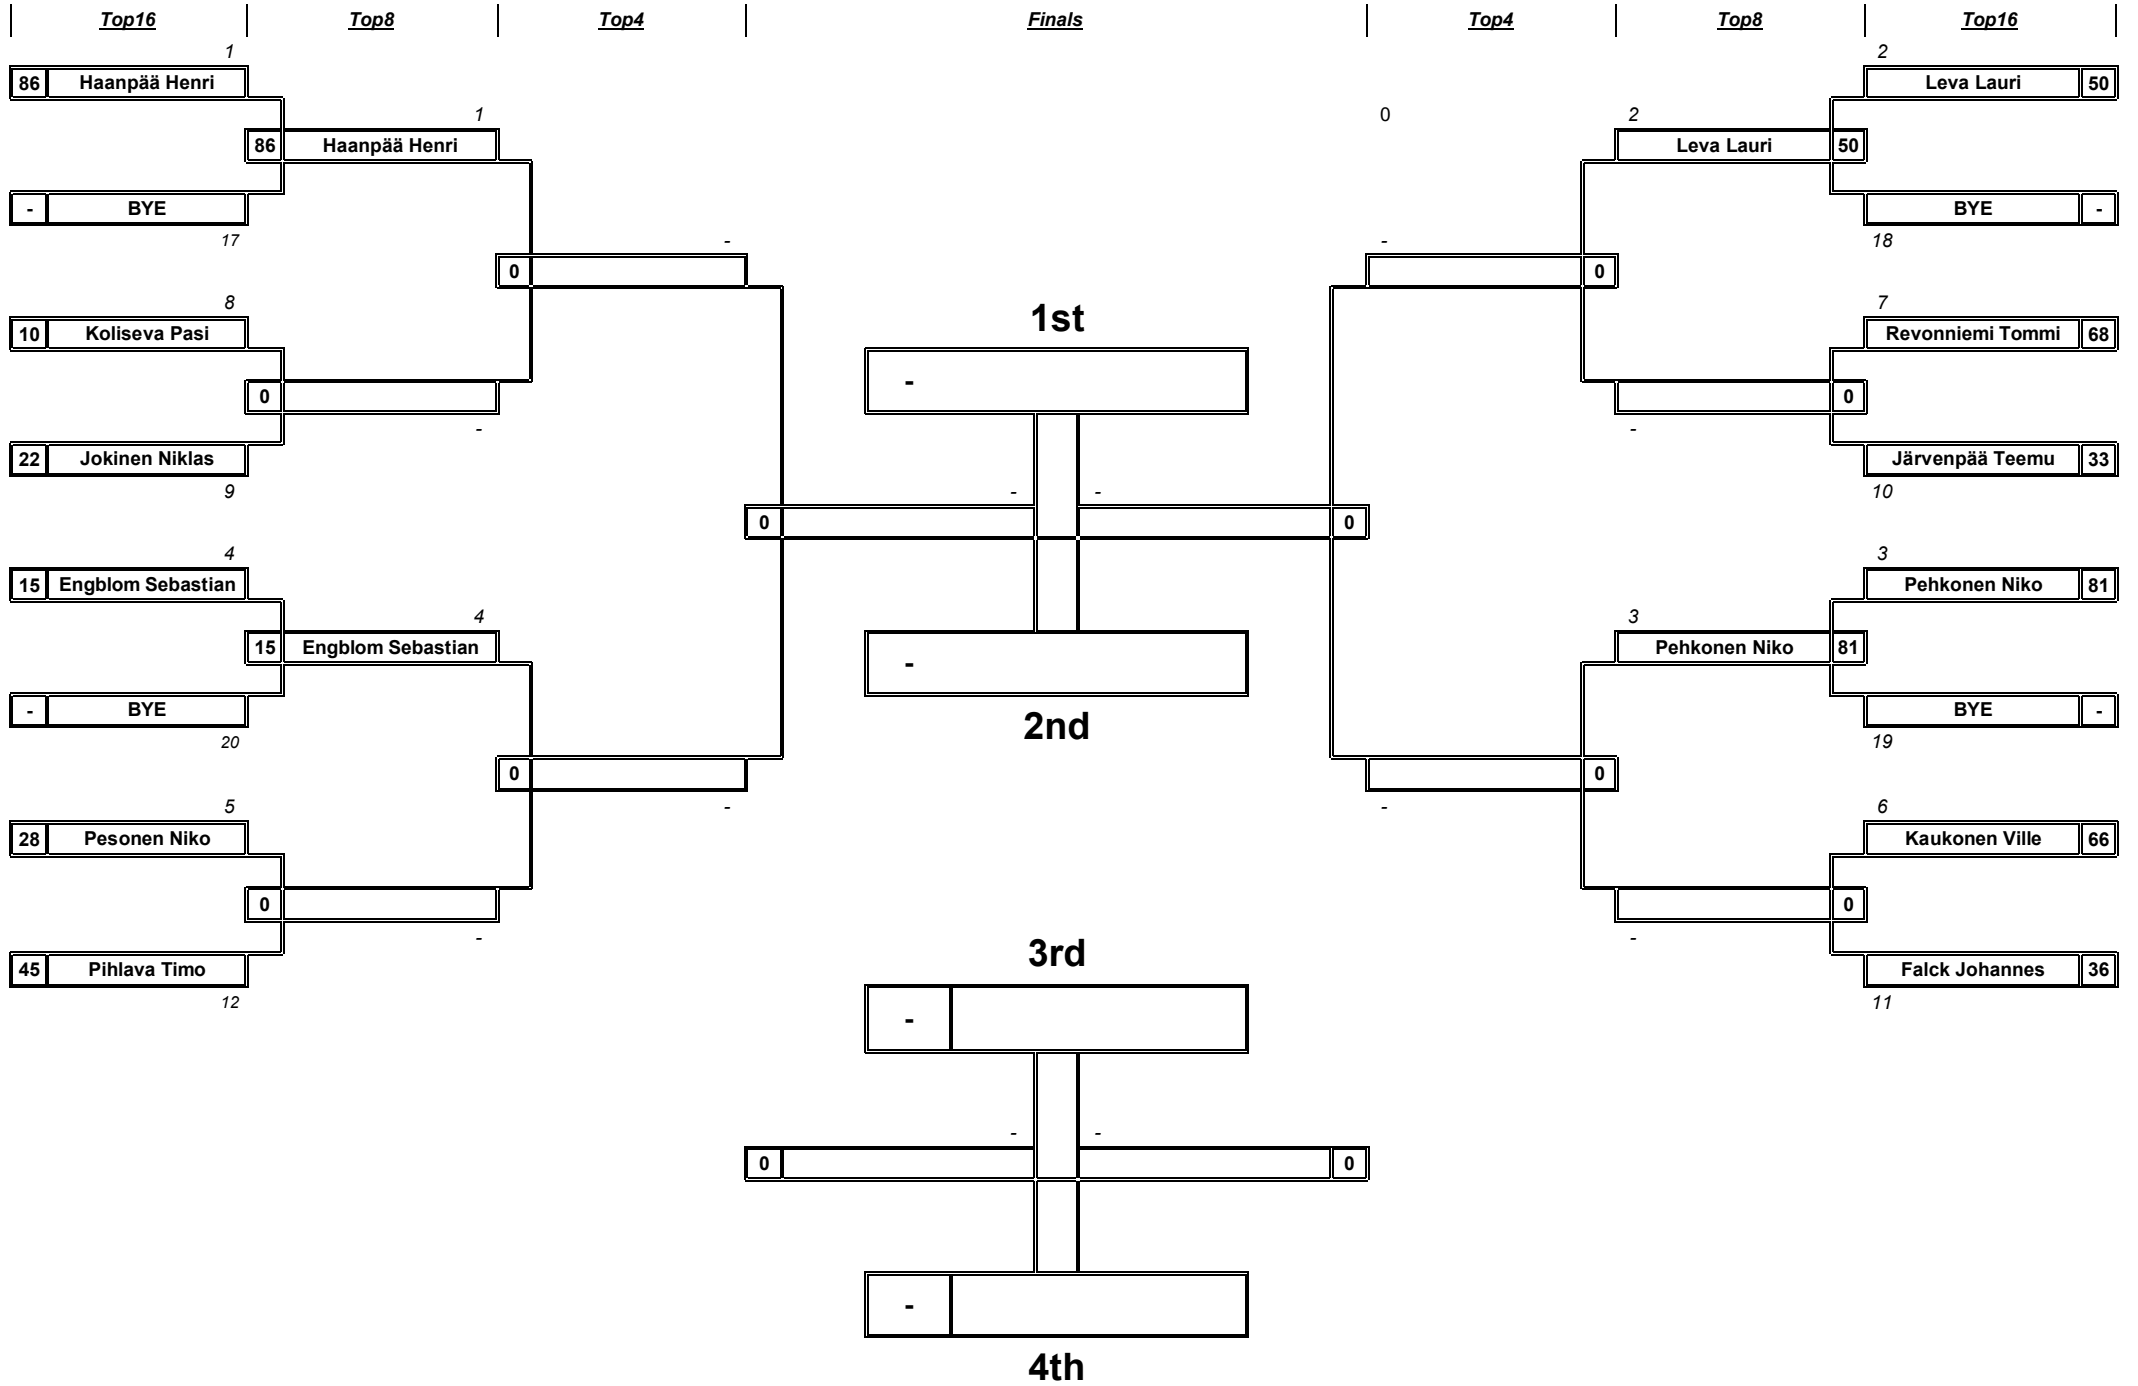 Top16 Top8 Top4 Finals Top4 Top8 Top16
1 2
86 Haanpää Henri Leva Lauri 50
1 0 2
86 Haanpää Henri Leva Lauri 50
- BYE BYE -
17 - - 18
0 0
8 7
1st
10 Koliseva Pasi Revonniemi Tommi 68
-
0 0
- -
22 Jokinen Niklas Järvenpää Teemu 33
9 - - 10
0 0
4 3
15 Engblom Sebastian Pehkonen Niko 81
4 3
15 Engblom Sebastian Pehkonen Niko 81
-
- BYE BYE -
2nd
20 19
0 0
5 - - 6
28 Pesonen Niko Kaukonen Ville 66
0 0
- -
3rd
45 Pihlava Timo Falck Johannes 36
12 11
-
- -
0 0
-
4th